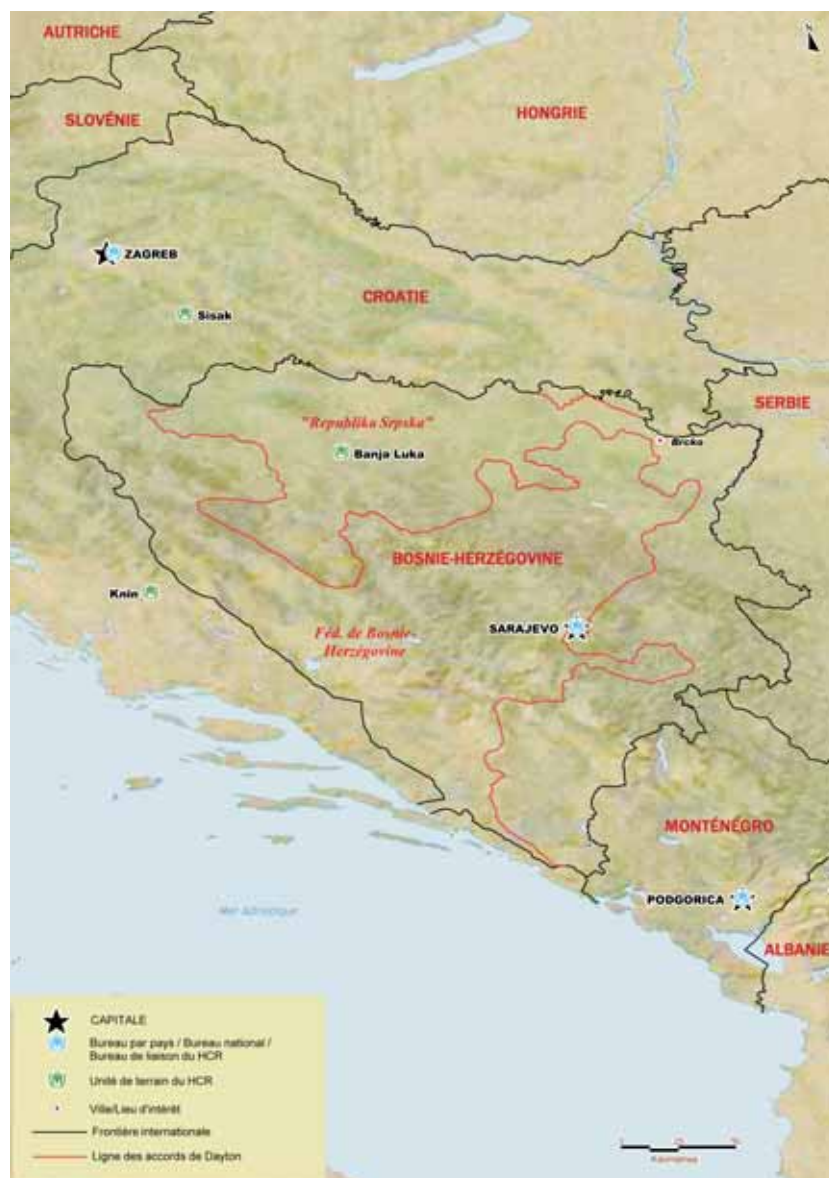 AUTRICHE
SLOVÉNIE
HONGRIE
ZAGREB
CROATIE
Sisak
SERBIE
"Republika Srpska"
Brcko
Banja Luka
BOSNIE-HERZÉGOVINE
Knin
SARAJEVO
Féd. de Bosnie-
Herzégovine
MONTÉNÉGRO
PODGORICA
Mer Adriatique
ALBANIE
CAPITALE
Bureau par pays / Bureau national /
Bureau de liaison du HCR
Unité de terrain du HCR
Ville/Lieu d'intérêt
Frontière internationale
Ligne des accords de Dayton